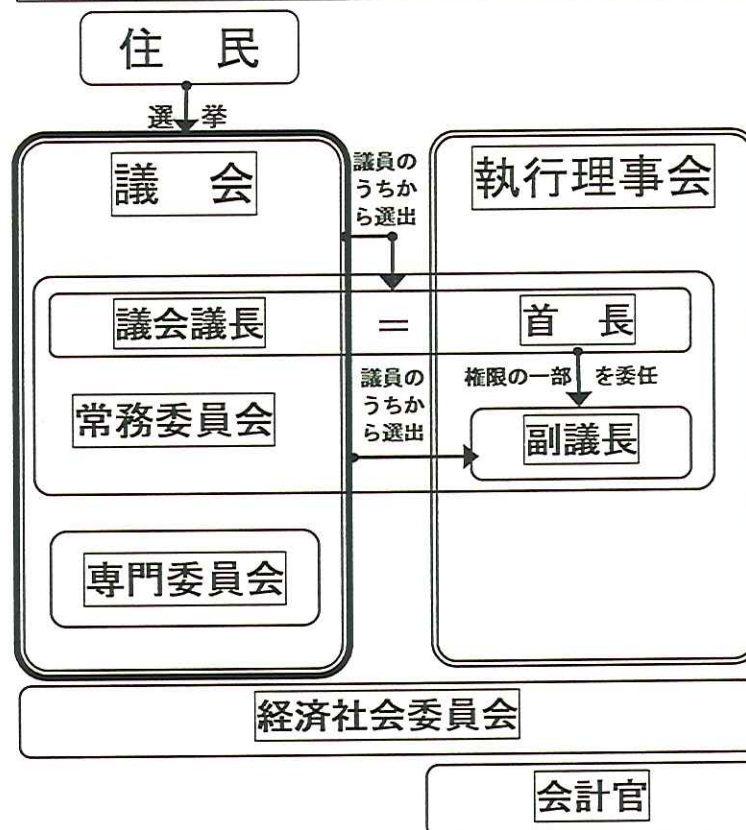 住　民
選挙
議　会
議員の
うちか
ら選出
執行理事会
議会議長
＝
首　長
議員の
うちか
ら選出
権限の一部を委任
常務委員会
副議長
専門委員会
経済社会委員会
会計官